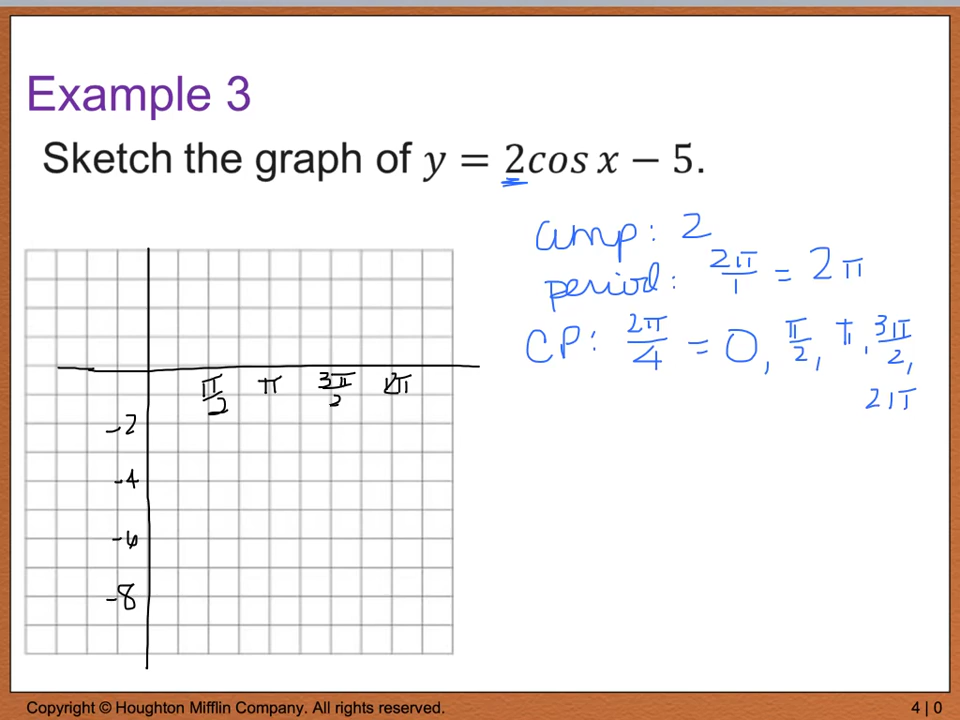 Example 3
Sketch the graph of y = 2cos x − 5.
amp: 2
period: 2π/1 = 2π
CP: 2π/4 = 0, π/2, π, 3π/2,
2π
π/2 π 3π/2 2π
-2
-4
-6
-8
Copyright © Houghton Mifflin Company. All rights reserved. 4 | 0